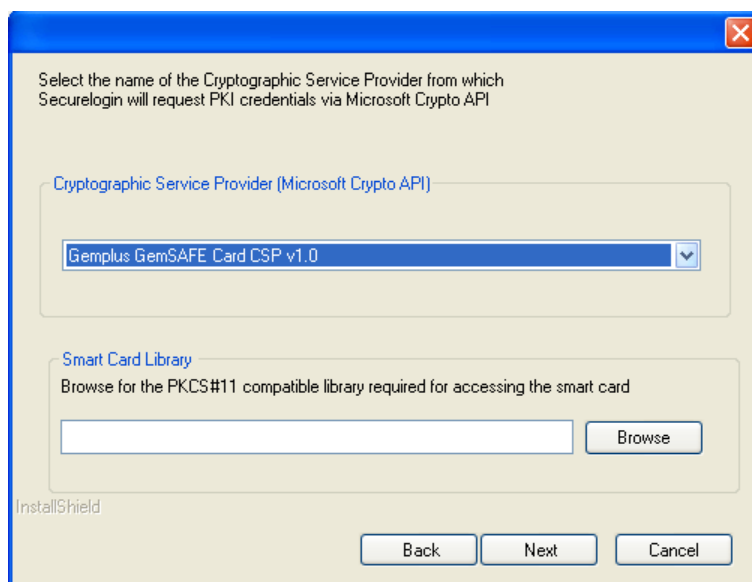 Select the name of the Cryptographic Service Provider from which
Securelogin will request PKI credentials via Microsoft Crypto API
Cryptographic Service Provider (Microsoft Crypto API)
Gemplus GemSAFE Card CSP v1.0
Smart Card Library
Browse for the PKCS#11 compatible library required for accessing the smart card
Browse
InstallShield
Back Next Cancel